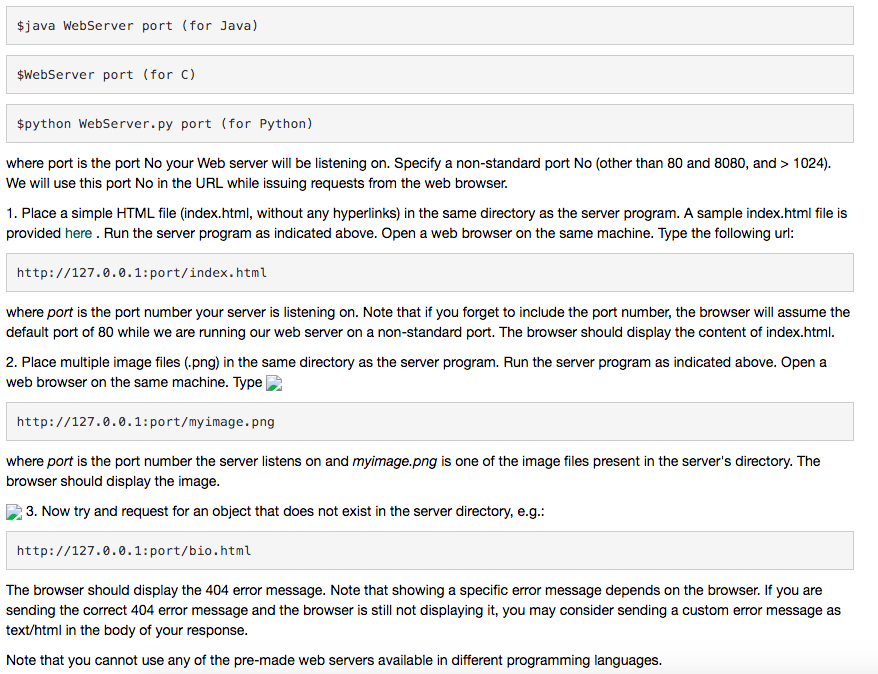 $java WebServer port (for Java)
$WebServer port (for C)
$python WebServer.py port (for Python)
where port is the port No your Web server will be listening on. Specify a non-standard port No (other than 80 and 8080, and > 1024).
We will use this port No in the URL while issuing requests from the web browser.
1. Place a simple HTML file (index.html, without any hyperlinks) in the same directory as the server program. A sample index.html file is
provided here . Run the server program as indicated above. Open a web browser on the same machine. Type the following url:
http://127.0.0.1:port/index.html
where port is the port number your server is listening on. Note that if you forget to include the port number, the browser will assume the
default port of 80 while we are running our web server on a non-standard port. The browser should display the content of index.html.
2. Place multiple image files (.png) in the same directory as the server program. Run the server program as indicated above. Open a
web browser on the same machine. Type
http://127.0.0.1:port/myimage.png
where port is the port number the server listens on and myimage.png is one of the image files present in the server's directory. The
browser should display the image.
3. Now try and request for an object that does not exist in the server directory, e.g.:
http://127.0.0.1:port/bio.html
The browser should display the 404 error message. Note that showing a specific error message depends on the browser. If you are
sending the correct 404 error message and the browser is still not displaying it, you may consider sending a custom error message as
text/html in the body of your response.
Note that you cannot use any of the pre-made web servers available in different programming languages.